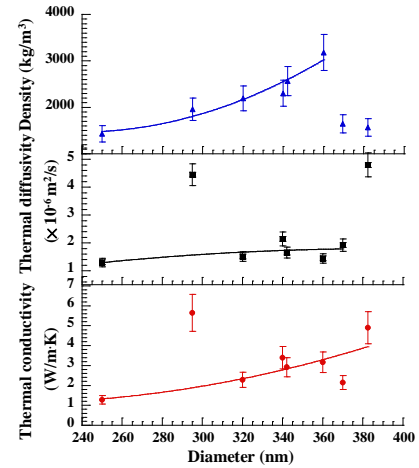 4000
3000
2000
Density (kg/m³)
5
4
3
2
1
Thermal diffusivity
(×10⁻⁶ m²/s)
7
6
5
4
3
2
1
0
Thermal conductivity
(W/m·K)
240 260 280 300 320 340 360 380 400
Diameter (nm)